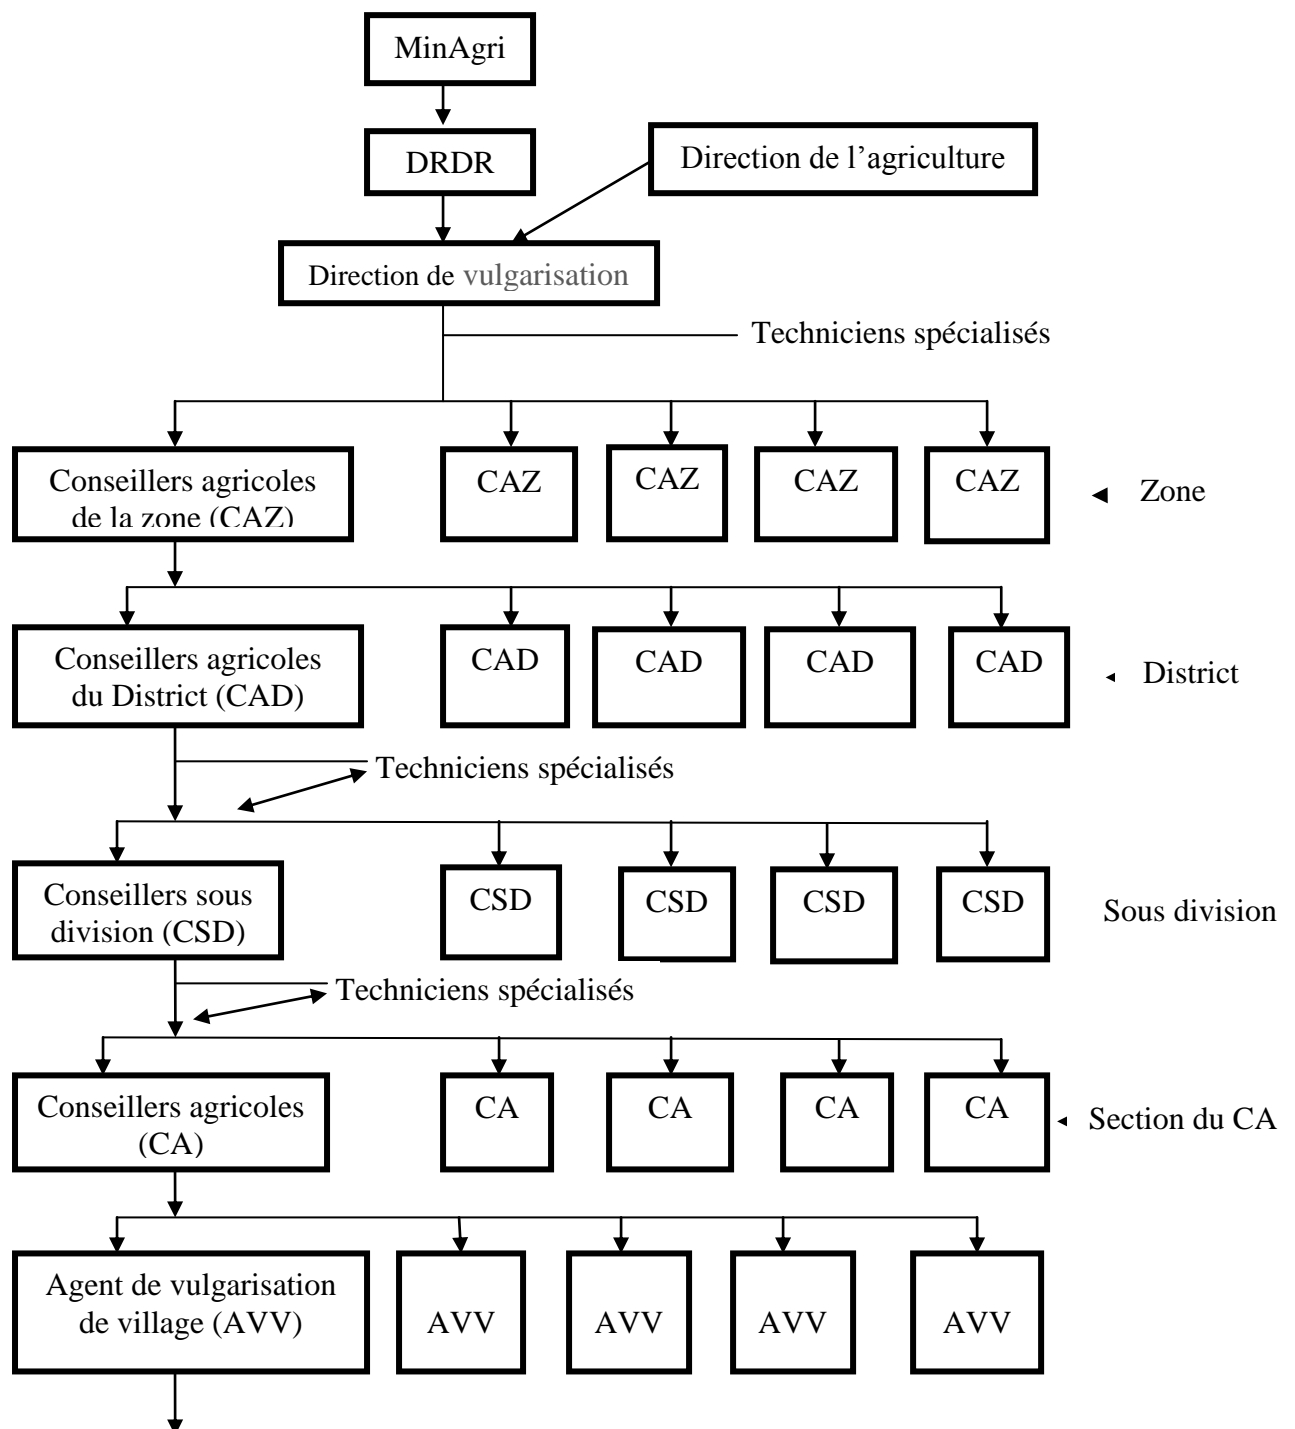 MinAgri
DRDR
Direction de l’agriculture
Direction de vulgarisation
Techniciens spécialisés
Conseillers agricoles
de la zone (CAZ)
CAZ
CAZ
CAZ
CAZ
Zone
Conseillers agricoles
du District (CAD)
CAD
CAD
CAD
CAD
District
Techniciens spécialisés
Conseillers sous
division (CSD)
CSD
CSD
CSD
CSD
Sous division
Techniciens spécialisés
Conseillers agricoles
(CA)
CA
CA
CA
CA
Section du CA
Agent de vulgarisation
de village (AVV)
AVV
AVV
AVV
AVV